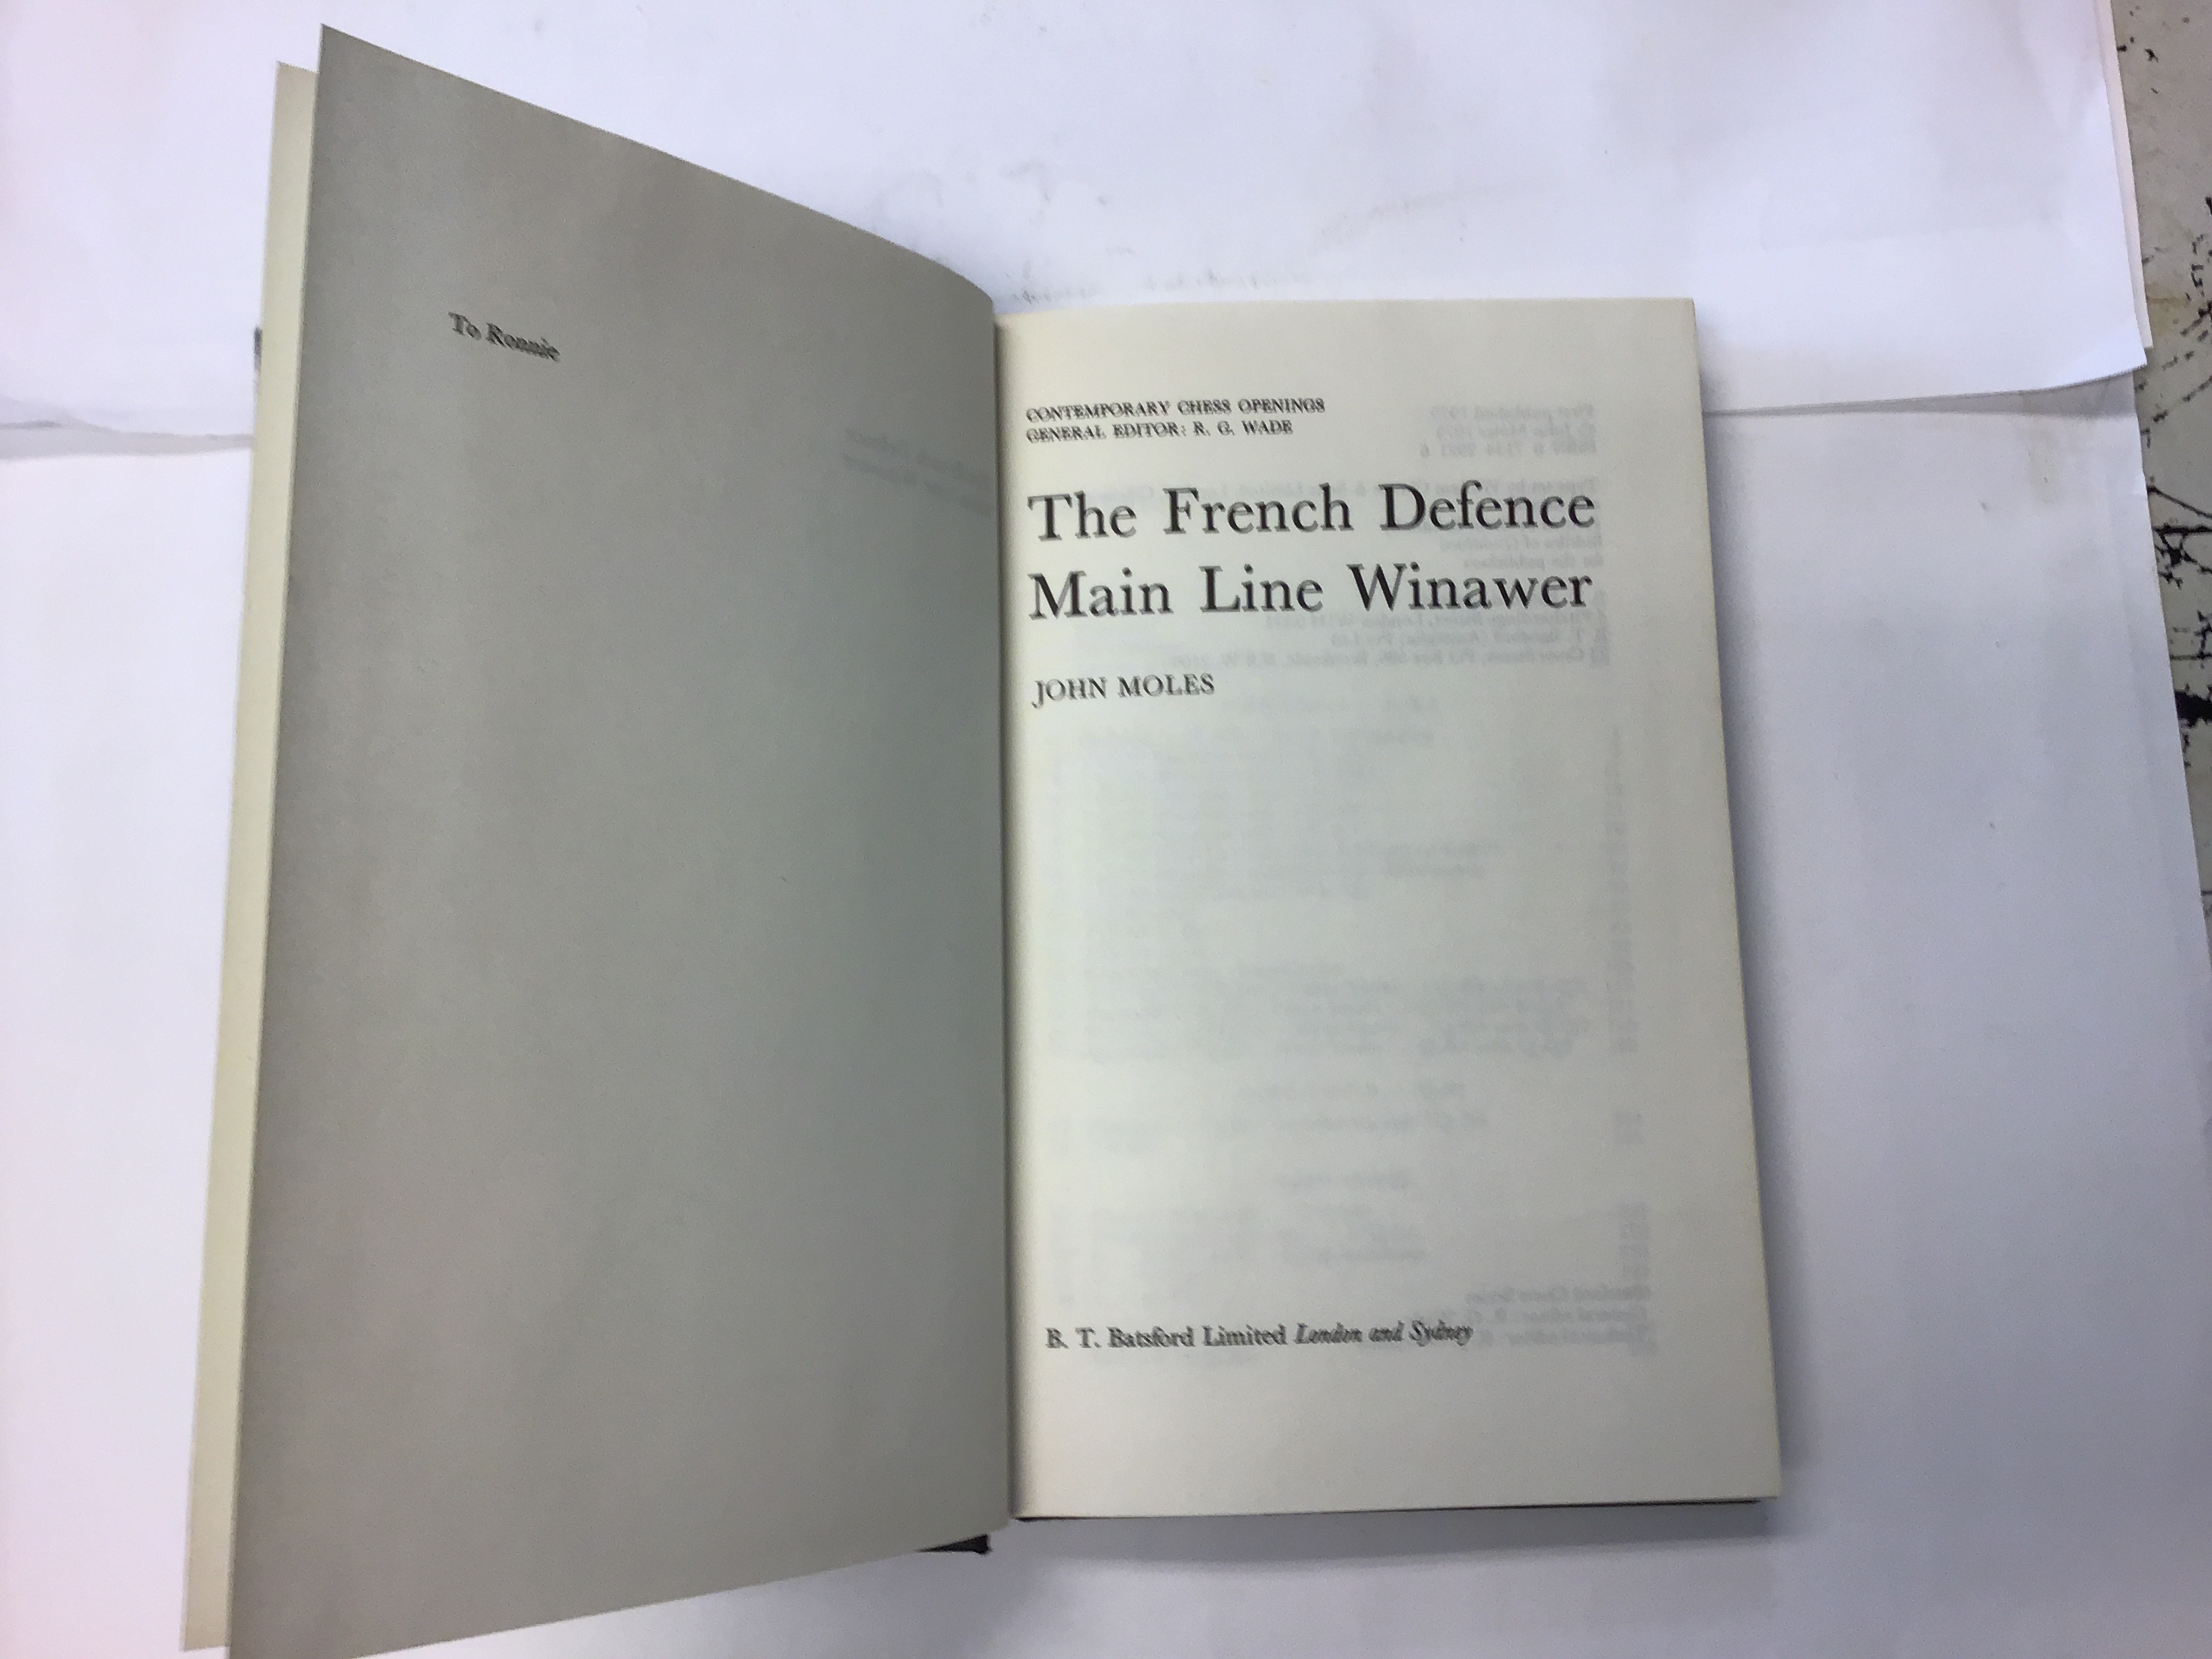 To Ronnie
CONTEMPORARY CHESS OPENINGS
GENERAL EDITOR: R. G. WADE
The French Defence
Main Line Winawer
JOHN MOLES
B. T. Batsford Limited London and Sydney